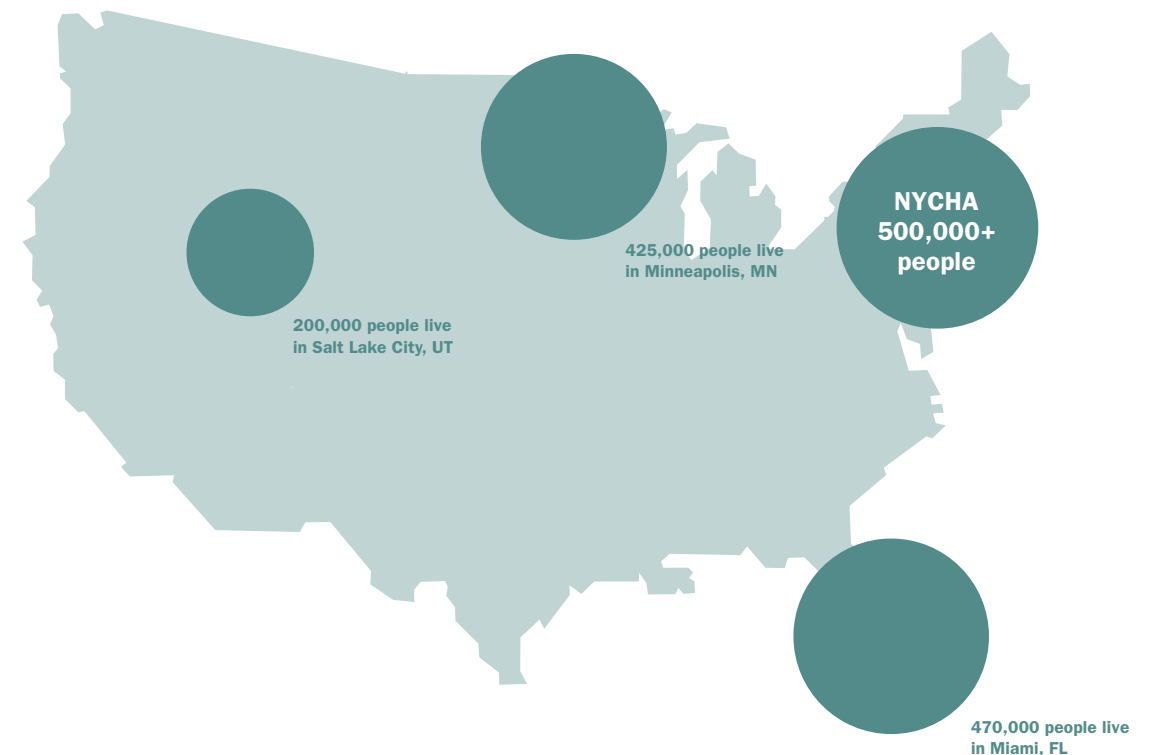 NYCHA
500,000+
people
425,000 people live
in Minneapolis, MN
200,000 people live
in Salt Lake City, UT
470,000 people live
in Miami, FL